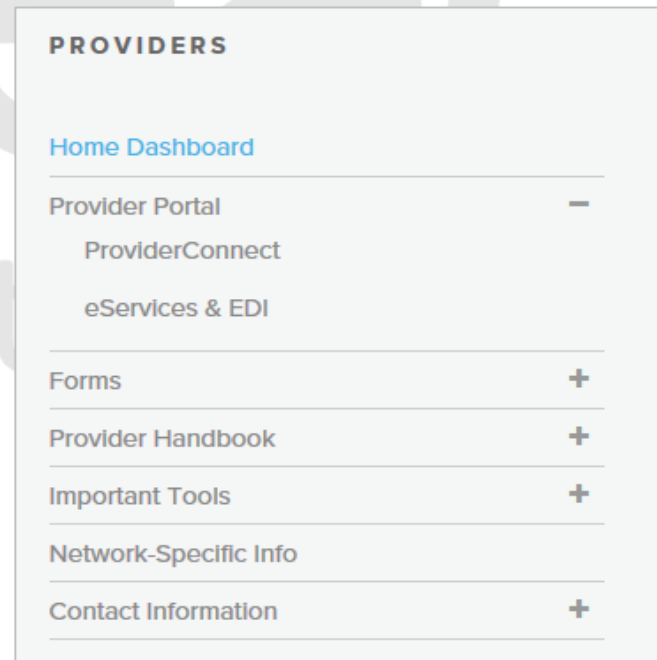 PROVIDERS
Home Dashboard
Provider Portal
ProviderConnect
eServices & EDI
Forms
Provider Handbook
Important Tools
Network-Specific Info
Contact Information